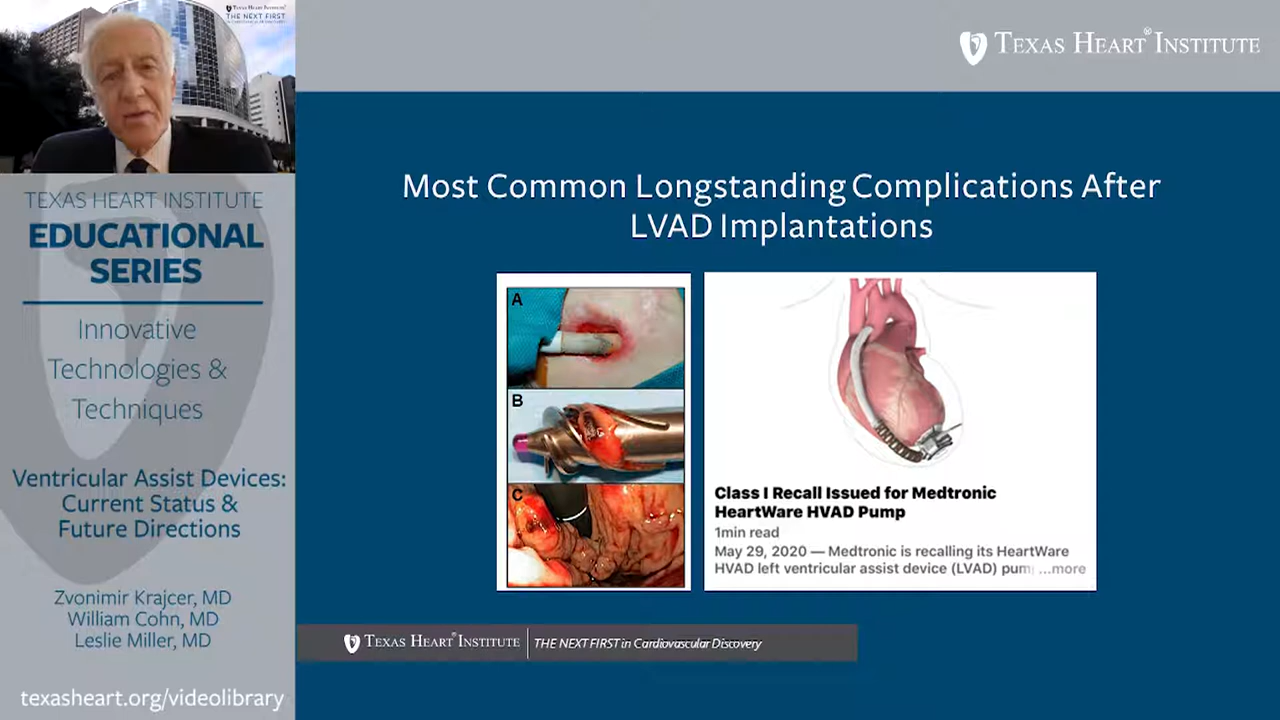 TEXAS HEART INSTITUTE
THE NEXT FIRST
TEXAS HEART INSTITUTE
EDUCATIONAL
SERIES
Innovative
Technologies &
Techniques
Ventricular Assist Devices:
Current Status &
Future Directions
Zvonimir Krajcer, MD
William Cohn, MD
Leslie Miller, MD
texasheart.org/videolibrary
TEXAS HEART® INSTITUTE
Most Common Longstanding Complications After
LVAD Implantations
A
B
C
Class I Recall Issued for Medtronic
HeartWare HVAD Pump
1min read
May 29, 2020 — Medtronic is recalling its HeartWare
HVAD left ventricular assist device (LVAD) pum ...more
TEXAS HEART INSTITUTE
THE NEXT FIRST in Cardiovascular Discovery